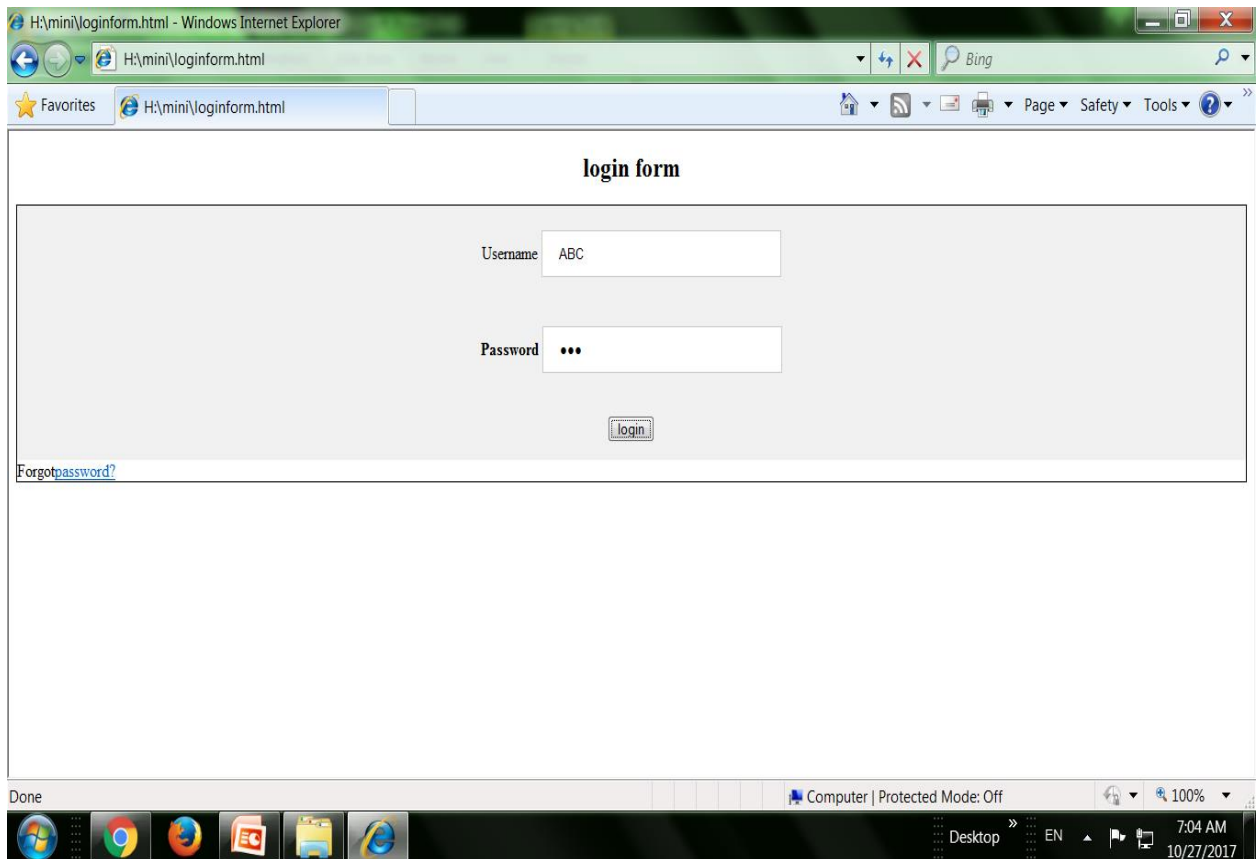 H:\mini\loginform.html - Windows Internet Explorer
H:\mini\loginform.html
Bing
Favorites
H:\mini\loginform.html
Page
Safety
Tools
login form
Username ABC
Password •••
login
Forgotpassword?
Done
Computer | Protected Mode: Off
100%
Desktop
EN
7:04 AM
10/27/2017